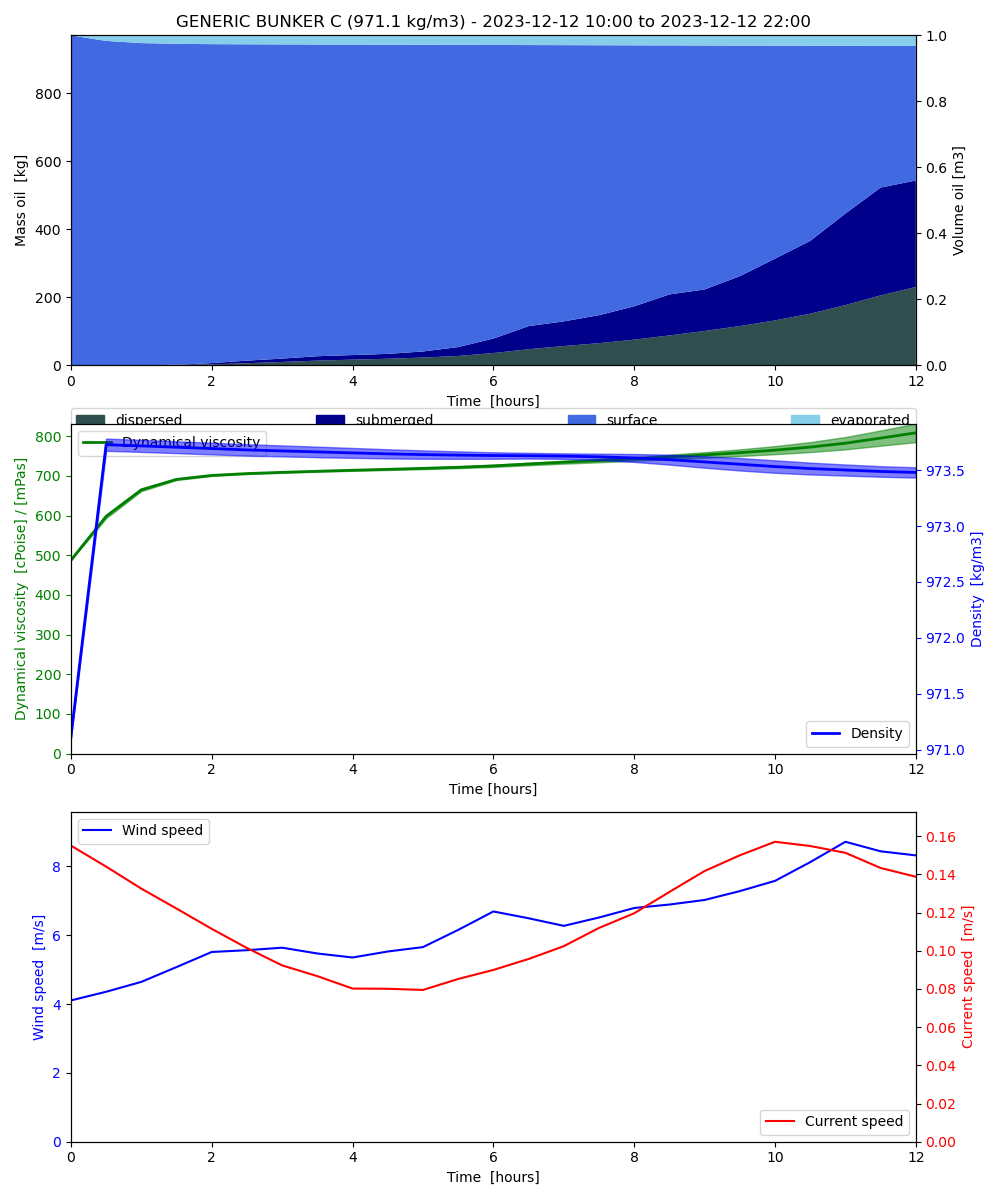 GENERIC BUNKER C (971.1 kg/m3) - 2023-12-12 10:00 to 2023-12-12 22:00
Mass oil [kg]
800
600
400
200
0
1.0
0.8
0.6
0.4
0.2
0.0
Volume oil [m3]
0 2 4 6 8 10 12
Time [hours]
dispersed submerged surface evaporated
Dynamical viscosity [cPoise] / [mPas]
800
700
600
500
400
300
200
100
0
Dynamical viscosity
973.5
973.0
972.5
972.0
971.5
971.0
Density [kg/m3]
Density
0 2 4 6 8 10 12
Time [hours]
Wind speed [m/s]
8
6
4
2
0
Wind speed
0.16
0.14
0.12
0.10
0.08
0.06
0.04
0.02
0.00
Current speed [m/s]
Current speed
0 2 4 6 8 10 12
Time [hours]